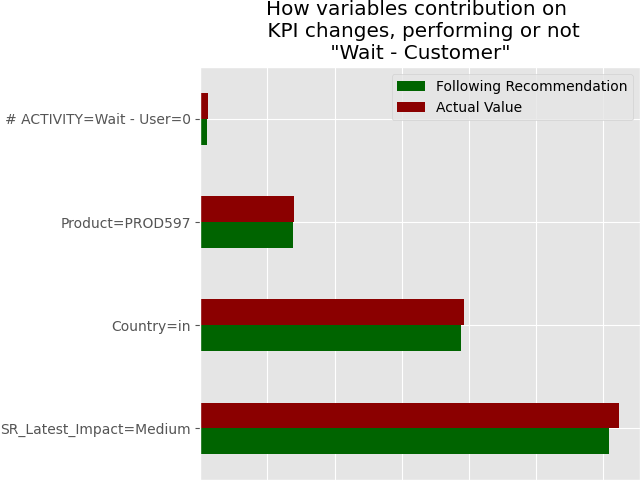 How variables contribution on
KPI changes, performing or not
"Wait - Customer"
Following Recommendation
Actual Value
# ACTIVITY=Wait - User=0
Product=PROD597
Country=in
SR_Latest_Impact=Medium